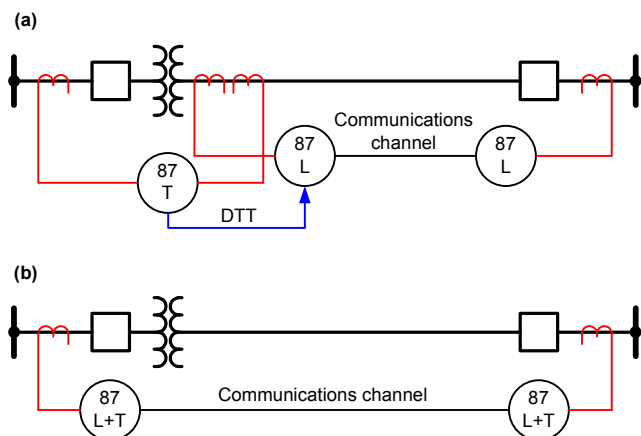 (a)
Communications
channel
87
L
87
L
87
T
DTT
(b)
Communications channel
87
L+T
87
L+T